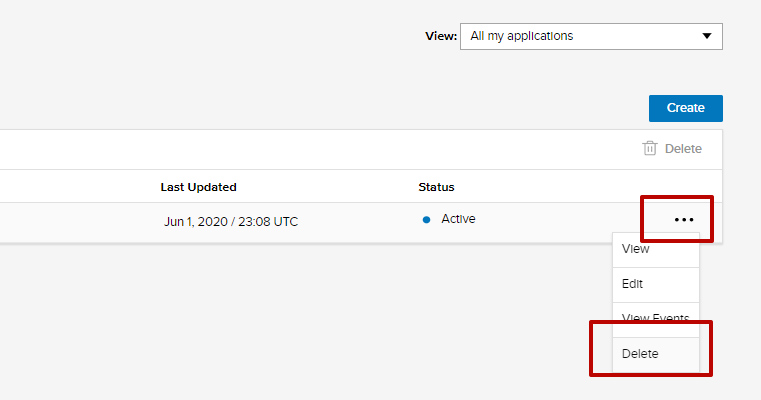 View: All my applications
Create
Delete
Last Updated Status
Jun 1, 2020 / 23:08 UTC Active
View
Edit
View Events
Delete